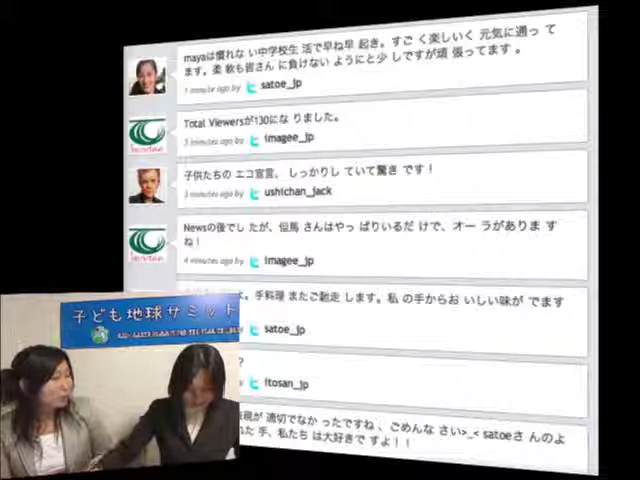 mayaは慣れな い中学校生 活で早ね早 起き。すご く楽しいく 元気に通っ て
ます。柔 軟も皆さん に負けない ようにと少 しですが頑 張ってます 。
1 minute ago by satoe_jp
Total Viewersが130にな りました。
3 minutes ago by imagee_jp
子供たちの エコ宣言、 しっかりし ていて驚き です！
3 minutes ago by ushichan_jack
Newsの後でし たが、但馬 さんはやっ ぱりいるだ けで、オー ラがありま す
ね！
4 minutes ago by imagee_jp
。手料理 またご馳走 します。私 の手からお いしい味が でます
satoe_jp
子ども地球サミット
?
itosan_jp
現が 適切でなか ったですね 、ごめんな さい>_< satoeさ んのよ
れた 手、私たち は大好きで すよ！！